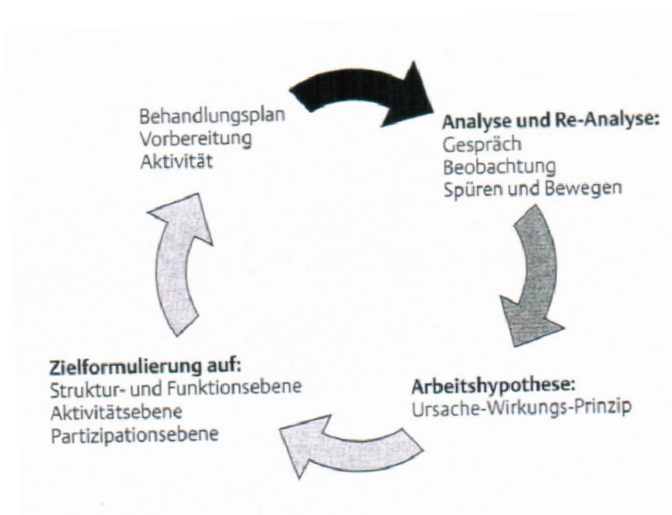 Behandlungsplan
Vorbereitung
Aktivität
Analyse und Re-Analyse:
Gespräch
Beobachtung
Spüren und Bewegen
Arbeitshypothese:
Ursache-Wirkungs-Prinzip
Zielformulierung auf:
Struktur- und Funktionsebene
Aktivitätsebene
Partizipationsebene